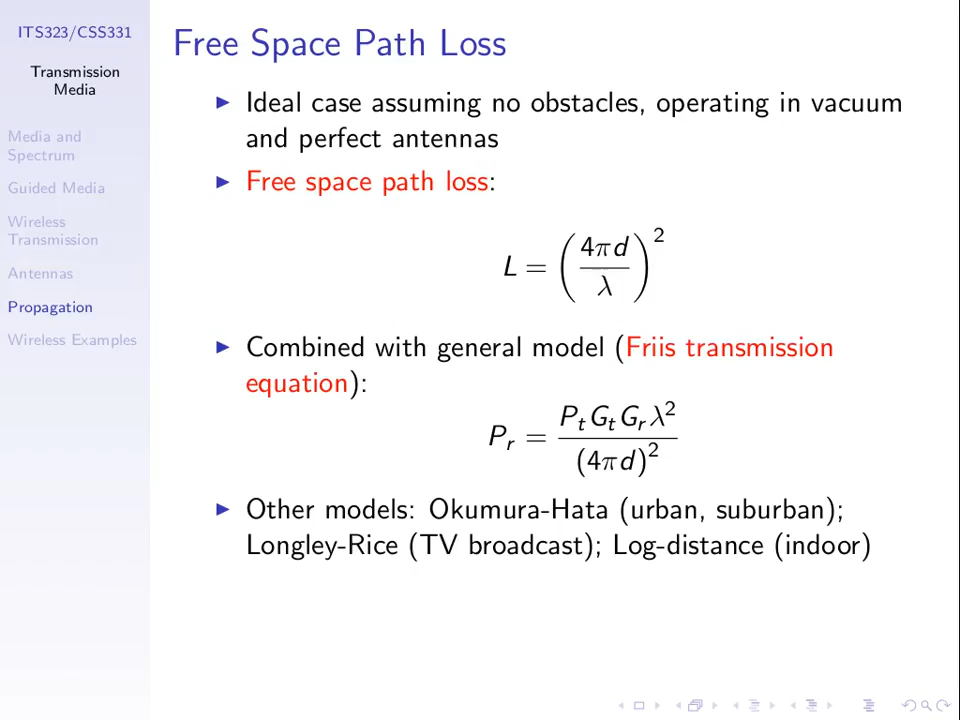 ITS323/CSS331
Transmission
Media
Media and
Spectrum
Guided Media
Wireless
Transmission
Antennas
Propagation
Wireless Examples
Free Space Path Loss
▶ Ideal case assuming no obstacles, operating in vacuum
and perfect antennas
▶ Free space path loss:
L = (4πd / λ)²
▶ Combined with general model (Friis transmission
equation):
Pᵣ = PₜGₜGᵣλ² / (4πd)²
▶ Other models: Okumura-Hata (urban, suburban);
Longley-Rice (TV broadcast); Log-distance (indoor)